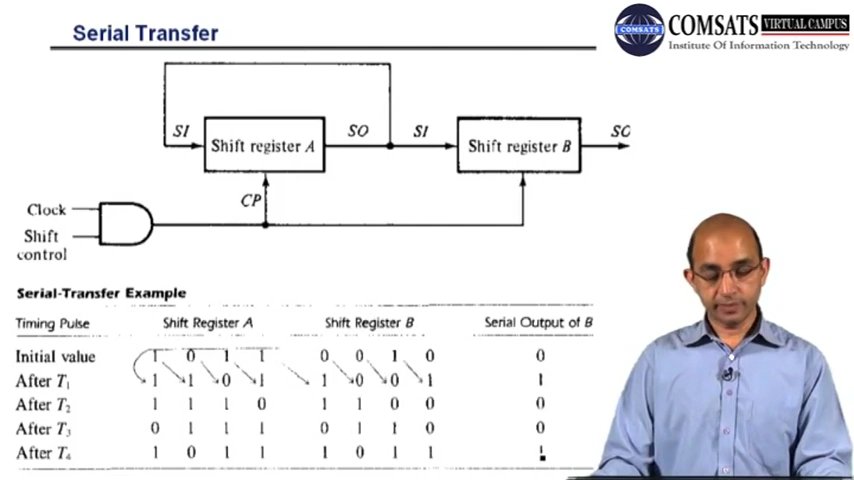 Serial Transfer
COMSATS
COMSATS VIRTUAL CAMPUS
Institute Of Information Technology
SI
Shift register A
SO
SI
Shift register B
SO
CP
Clock
Shift
control
Serial-Transfer Example
Timing Pulse Shift Register A Shift Register B Serial Output of B
Initial value 1 0 1 1 0 0 1 0 0
After T1 1 1 0 1 1 0 0 1 1
After T2 1 1 1 0 1 1 0 0 0
After T3 0 1 1 1 0 1 1 0 0
After T4 1 0 1 1 1 0 1 1 1